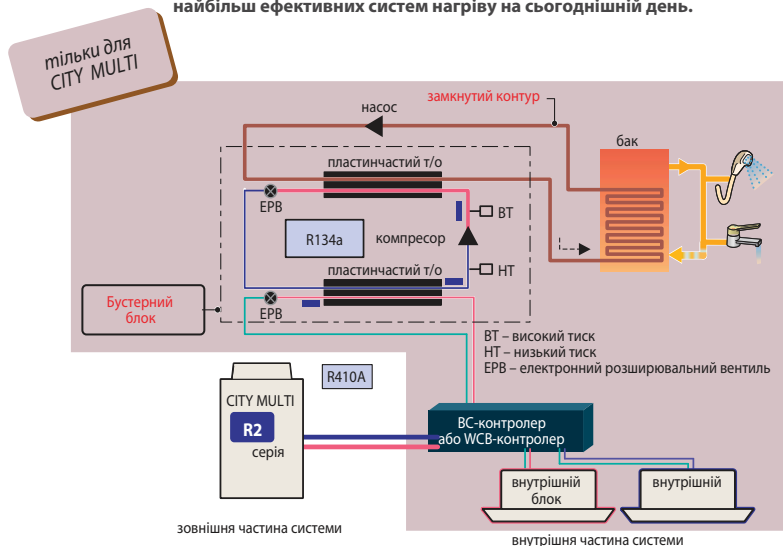 найбільш ефективних систем нагріву на сьогоднішній день.
тільки для
CITY MULTI
насос
замкнутий контур
бак
пластинчастий т/о
ЕРВ
ВТ
R134a
компресор
НТ
пластинчастий т/о
ЕРВ
Бустерний
блок
ВТ – високий тиск
НТ – низький тиск
ЕРВ – електронний розширювальний вентиль
R410A
CITY MULTI
R2
серія
ВС-контролер
або WCB-контролер
внутрішній
блок
внутрішній
зовнішня частина системи
внутрішня частина системи